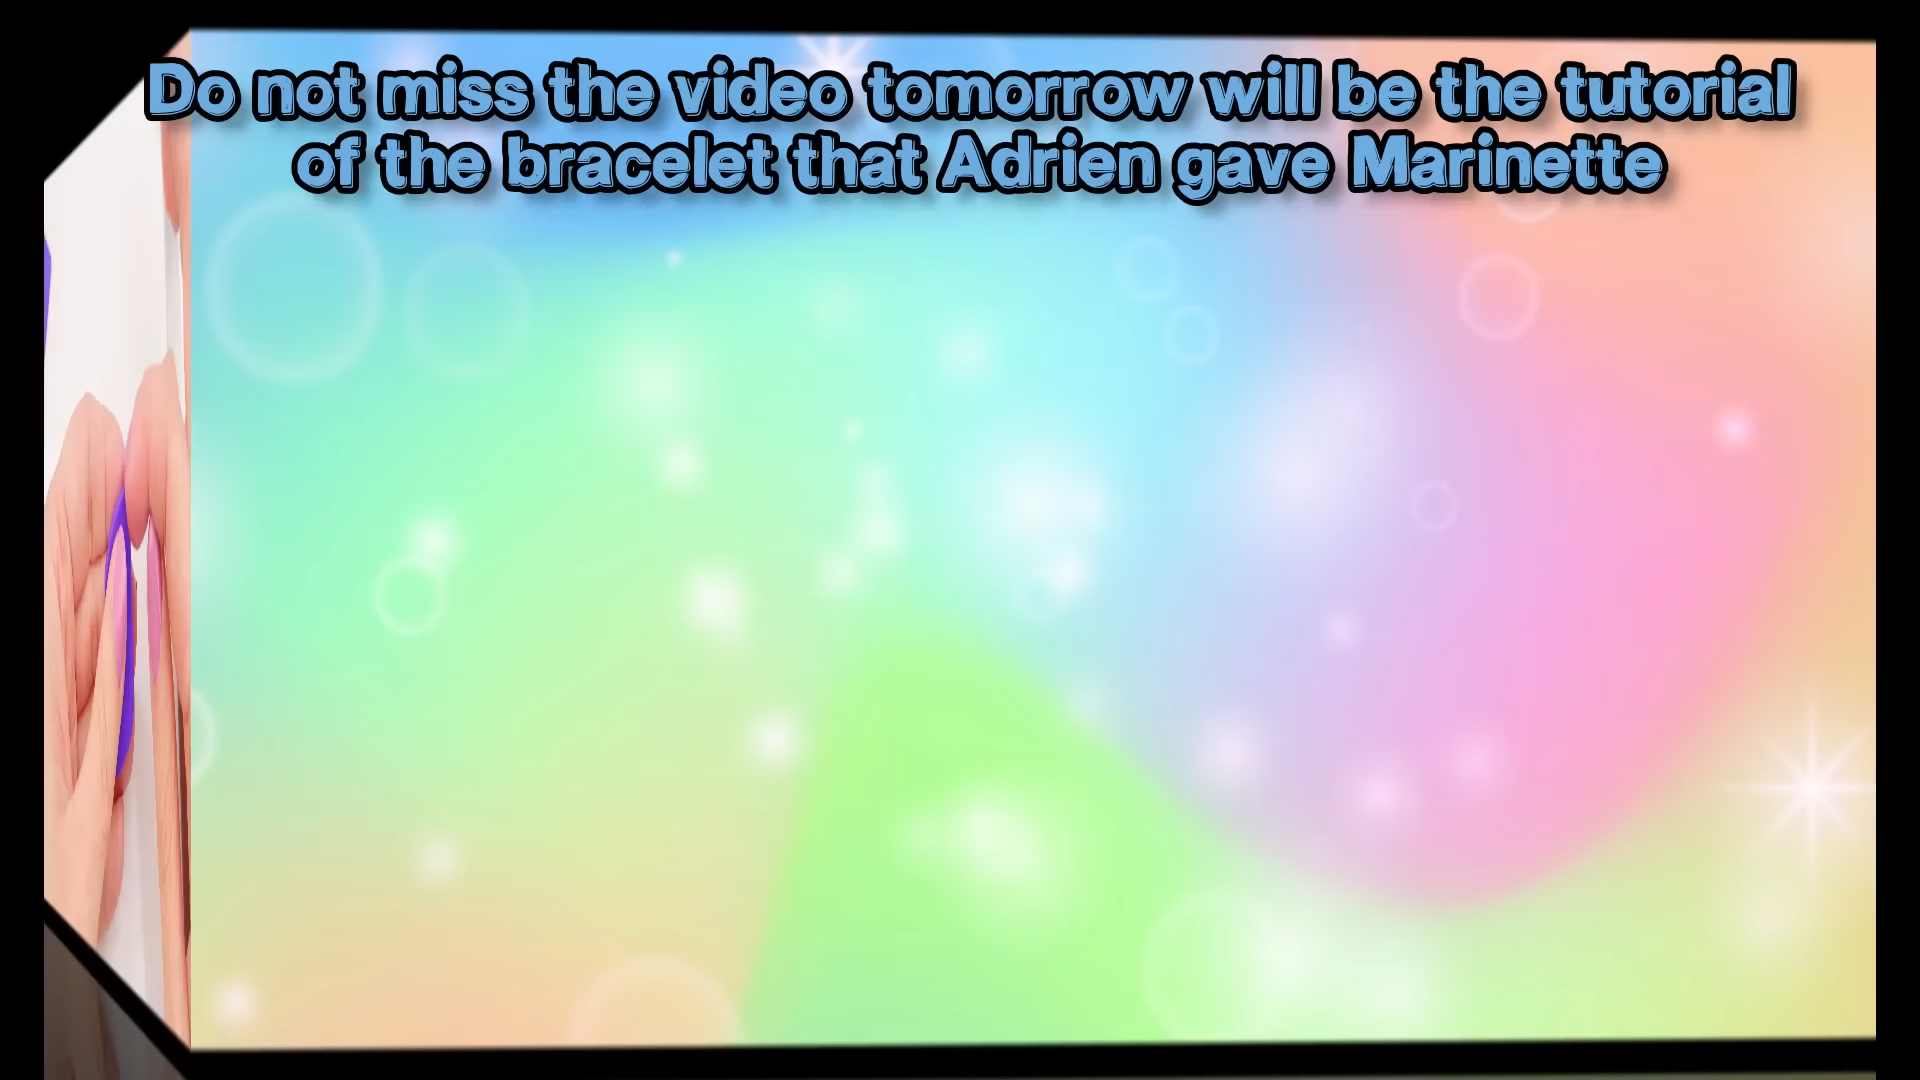 Do not miss the video tomorrow will be the tutorial
of the bracelet that Adrien gave Marinette